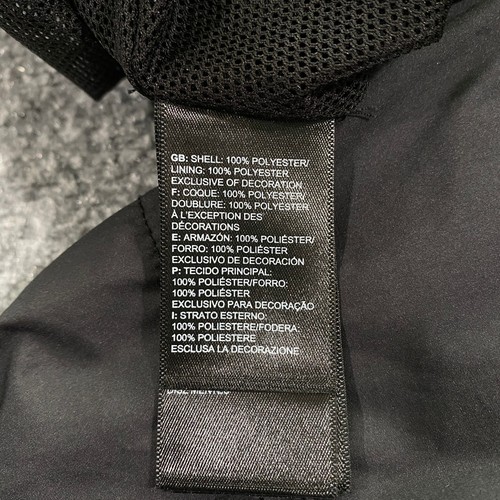 GB: SHELL: 100% POLYESTER/
LINING: 100% POLYESTER
EXCLUSIVE OF DECORATION
F: COQUE: 100% POLYESTER/
DOUBLURE: 100% POLYESTER
À L'EXCEPTION DES
DÉCORATIONS
E: ARMAZÓN: 100% POLIÉSTER/
FORRO: 100% POLIÉSTER
EXCLUSIVO DE DECORACIÓN
P: TECIDO PRINCIPAL:
100% POLIÉSTER/FORRO:
100% POLIÉSTER
EXCLUSIVO PARA DECORAÇÃO
I: STRATO ESTERNO:
100% POLIESTERE/FODERA:
100% POLIESTERE
ESCLUSA LA DECORAZIONE